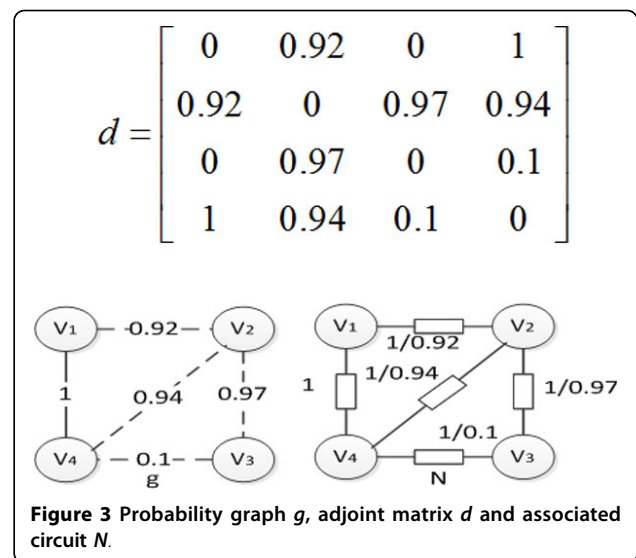 d =
0 0.92 0 1
0.92 0 0.97 0.94
0 0.97 0 0.1
1 0.94 0.1 0
V1 0.92 V2
1 0.94 0.97
V4 0.1 V3
g
V1 1/0.92 V2
1 1/0.94 1/0.97
V4 1/0.1 V3
N
Figure 3 Probability graph g, adjoint matrix d and associated
circuit N.